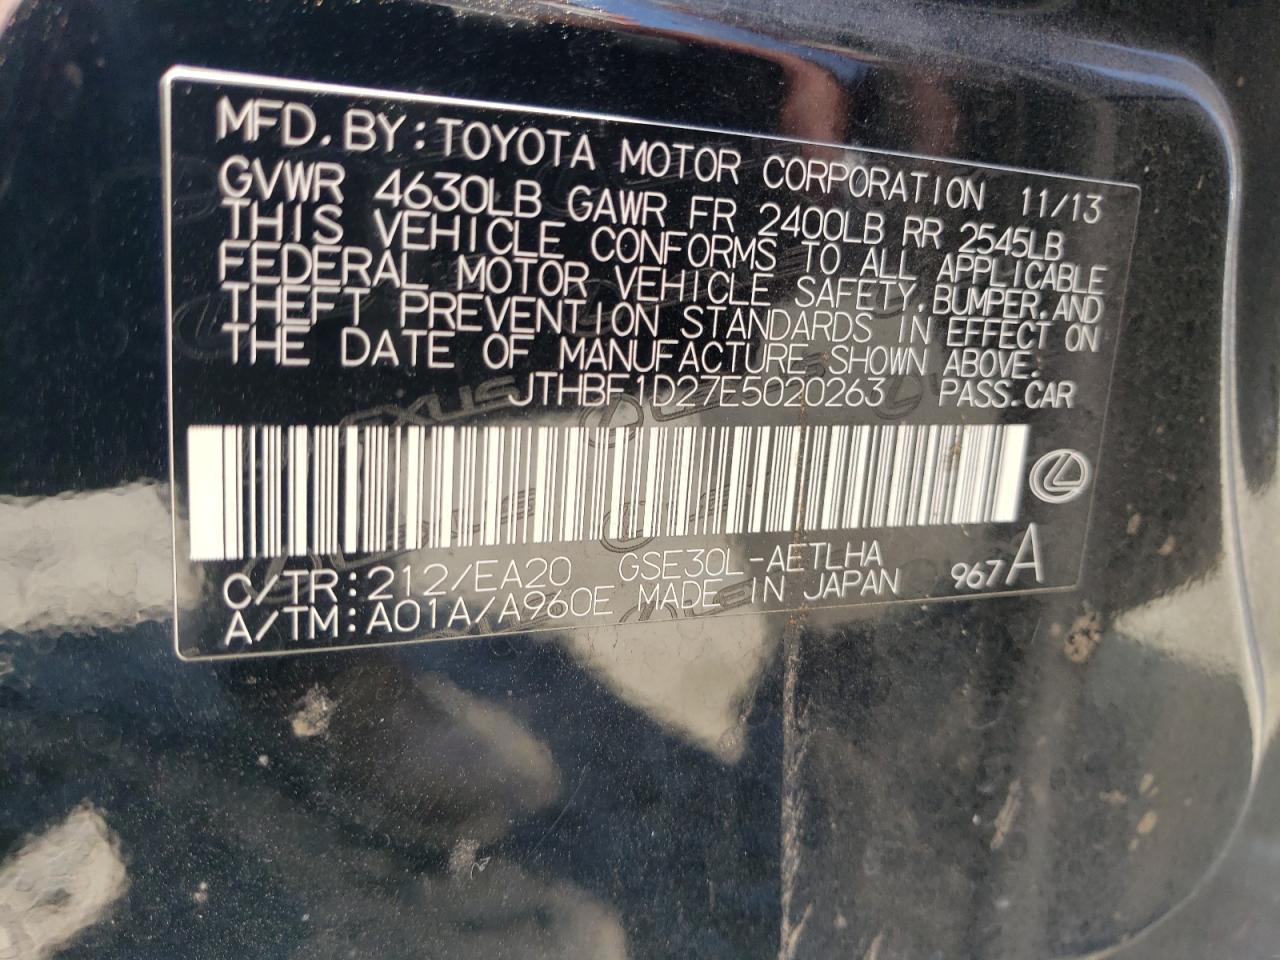 MFD. BY: TOYOTA MOTOR CORPORATION 11/13
GVWR 4630LB GAWR FR 2400LB RR 2545LB
THIS VEHICLE CONFORMS TO ALL APPLICABLE
FEDERAL MOTOR VEHICLE SAFETY, BUMPER, AND
THEFT PREVENTION STANDARDS IN EFFECT ON
THE DATE OF MANUFACTURE SHOWN ABOVE.
JTHBF1D27E5020263 PASS.CAR
C/TR:212/EA20 GSE30L-AETLHA 967A
A/TM:A01A/A960E MADE IN JAPAN